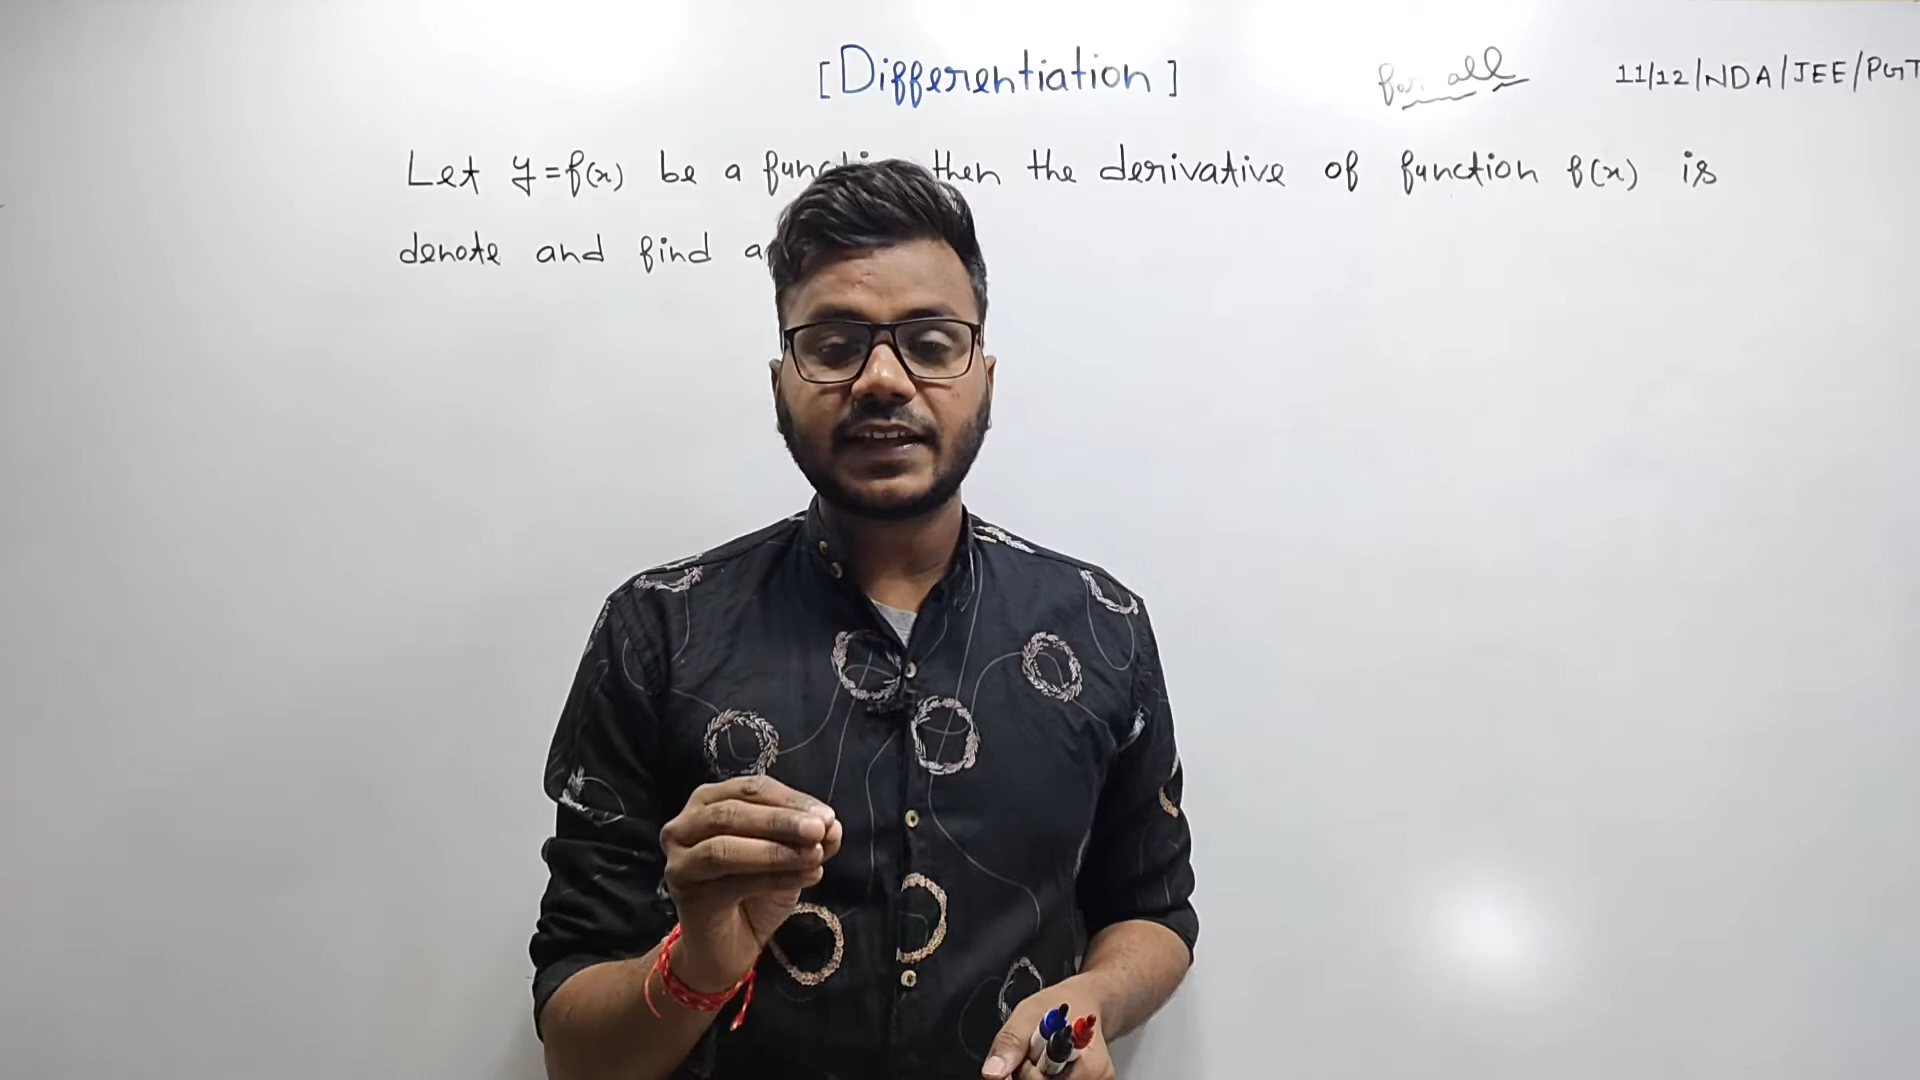 [Differentiation]
for all
11/12/NDA/JEE/PGT
Let y=f(x) be a then the derivative of function f(x) is
denote and find